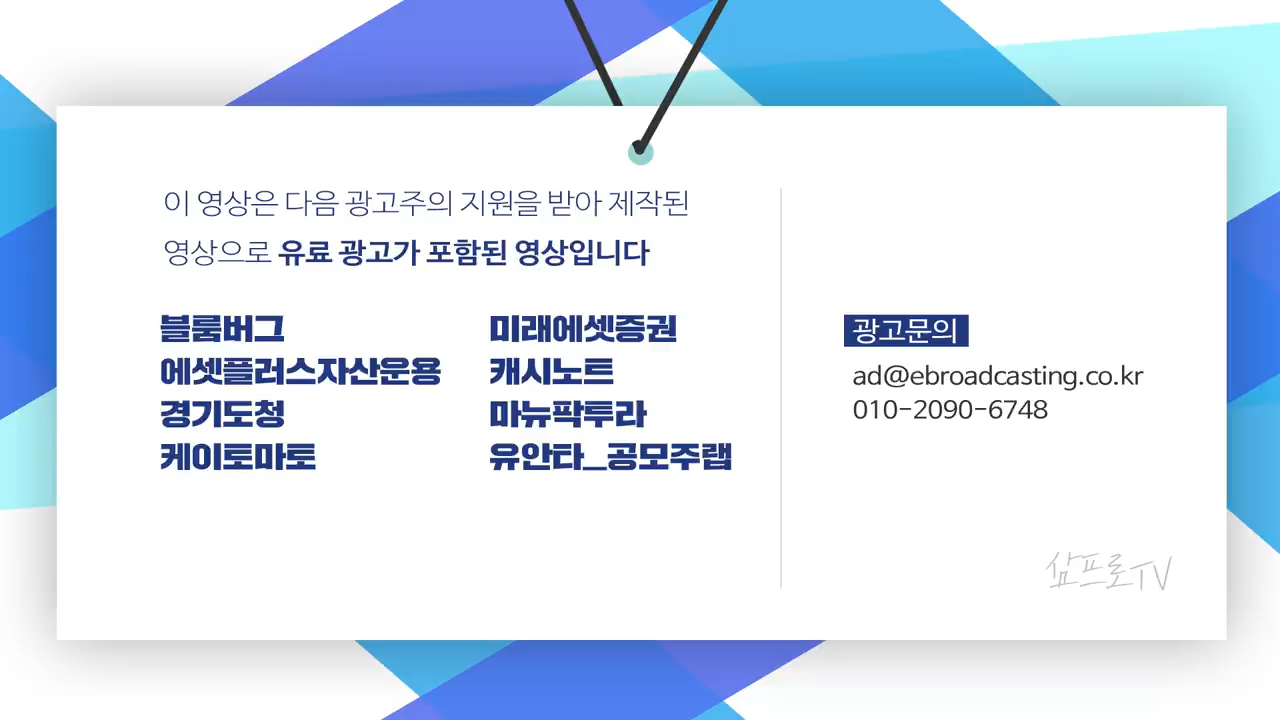 이 영상은 다음 광고주의 지원을 받아 제작된
영상으로 유료 광고가 포함된 영상입니다
블룸버그
에셋플러스자산운용
경기도청
케이토마토
미래에셋증권
캐시노트
마뉴팍투라
유안타_공모주랩
광고문의
ad@ebroadcasting.co.kr
010-2090-6748
삼프로TV